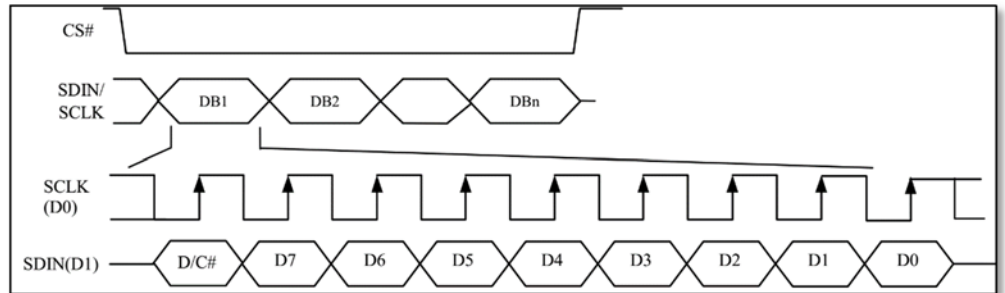 CS#
SDIN/
SCLK
DB1 DB2 DBn
SCLK
(D0)
SDIN(D1) D/C# D7 D6 D5 D4 D3 D2 D1 D0